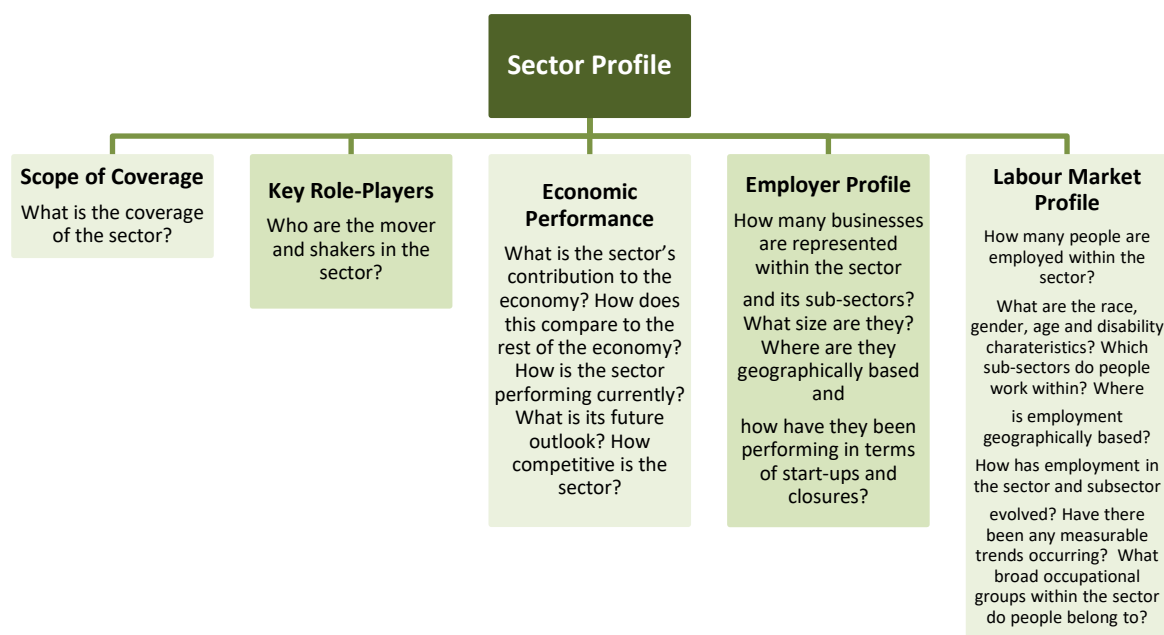 Sector Profile
Scope of Coverage
What is the coverage
of the sector?
Key Role-Players
Who are the mover
and shakers in the
sector?
Economic
Performance
What is the sector's
contribution to the
economy? How does
this compare to the
rest of the economy?
How is the sector
performing currently?
What is its future
outlook? How
competitive is the
sector?
Employer Profile
How many businesses
are represented
within the sector
and its sub-sectors?
What size are they?
Where are they
geographically based
and
how have they been
performing in terms
of start-ups and
closures?
Labour Market
Profile
How many people are
employed within the
sector?
What are the race,
gender, age and disability
charateristics? Which
sub-sectors do people
work within? Where
is employment
geographically based?
How has employment in
the sector and subsector
evolved? Have there
been any measurable
trends occurring? What
broad occupational
groups within the sector
do people belong to?